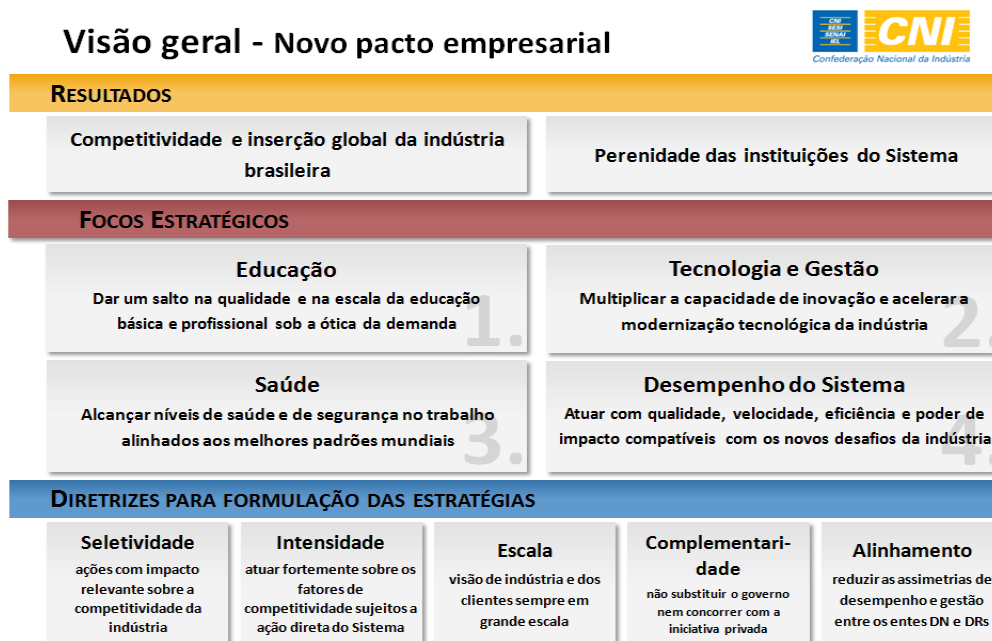 Visão geral - Novo pacto empresarial
CNI
SESI
SENAI
IEL
CNI
Confederação Nacional da Indústria
RESULTADOS
Competitividade e inserção global da indústria
brasileira
Perenidade das instituições do Sistema
FOCOS ESTRATÉGICOS
Educação
Dar um salto na qualidade e na escala da educação
básica e profissional sob a ótica da demanda
1.
Tecnologia e Gestão
Multiplicar a capacidade de inovação e acelerar a
modernização tecnológica da indústria
2.
Saúde
Alcançar níveis de saúde e de segurança no trabalho
alinhados aos melhores padrões mundiais
3.
Desempenho do Sistema
Atuar com qualidade, velocidade, eficiência e poder de
impacto compatíveis com os novos desafios da indústria
4.
DIRETRIZES PARA FORMULAÇÃO DAS ESTRATÉGIAS
Seletividade
ações com impacto
relevante sobre a
competitividade da
indústria
Intensidade
atuar fortemente sobre os
fatores de
competitividade sujeitos a
ação direta do Sistema
Escala
visão de indústria e dos
clientes sempre em
grande escala
Complementari-
dade
não substituir o governo
nem concorrer com a
iniciativa privada
Alinhamento
reduzir as assimetrias de
desempenho e gestão
entre os entes DN e DRs